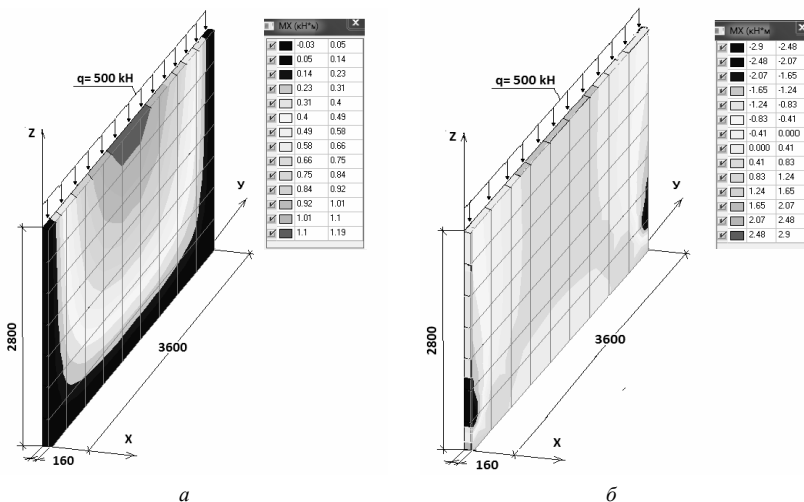 MX (кН*м)
-0.03 0.05
0.05 0.14
0.14 0.23
0.23 0.31
0.31 0.4
0.4 0.49
0.49 0.58
0.58 0.66
0.66 0.75
0.75 0.84
0.84 0.92
0.92 1.01
1.01 1.1
1.1 1.19
q= 500 kH
Z
У
2800
3600
X
160
а
MX (кН*м
-2.9 -2.48
-2.48 -2.07
-2.07 -1.65
-1.65 -1.24
-1.24 -0.83
-0.83 -0.41
-0.41 0.000
0.000 0.41
0.41 0.83
0.83 1.24
1.24 1.65
1.65 2.07
2.07 2.48
2.48 2.9
q= 500 kH
Z
У
2800
3600
X
160
б